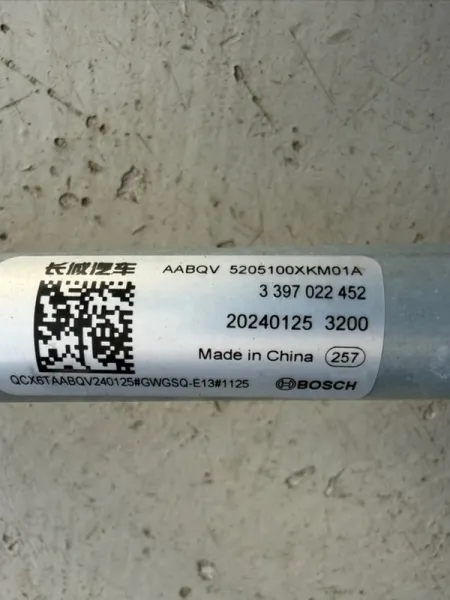 长城汽车 AABQV 5205100XKM01A
3 397 022 452
20240125 3200
Made in China 257
QCX6TAABQV240125#GWGSQ-E13#1125 BOSCH